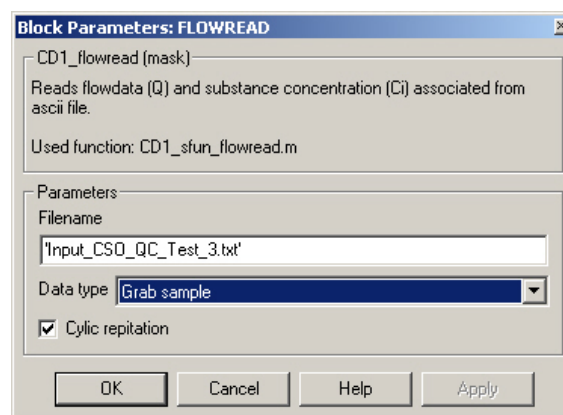 Block Parameters: FLOWREAD
CD1_flowread (mask)
Reads flowdata (Q) and substance concentration (Ci) associated from
ascii file.
Used function: CD1_sfun_flowread.m
Parameters
Filename
'Input_CSO_QC_Test_3.txt'
Data type Grab sample
Cylic repitation
OK Cancel Help Apply